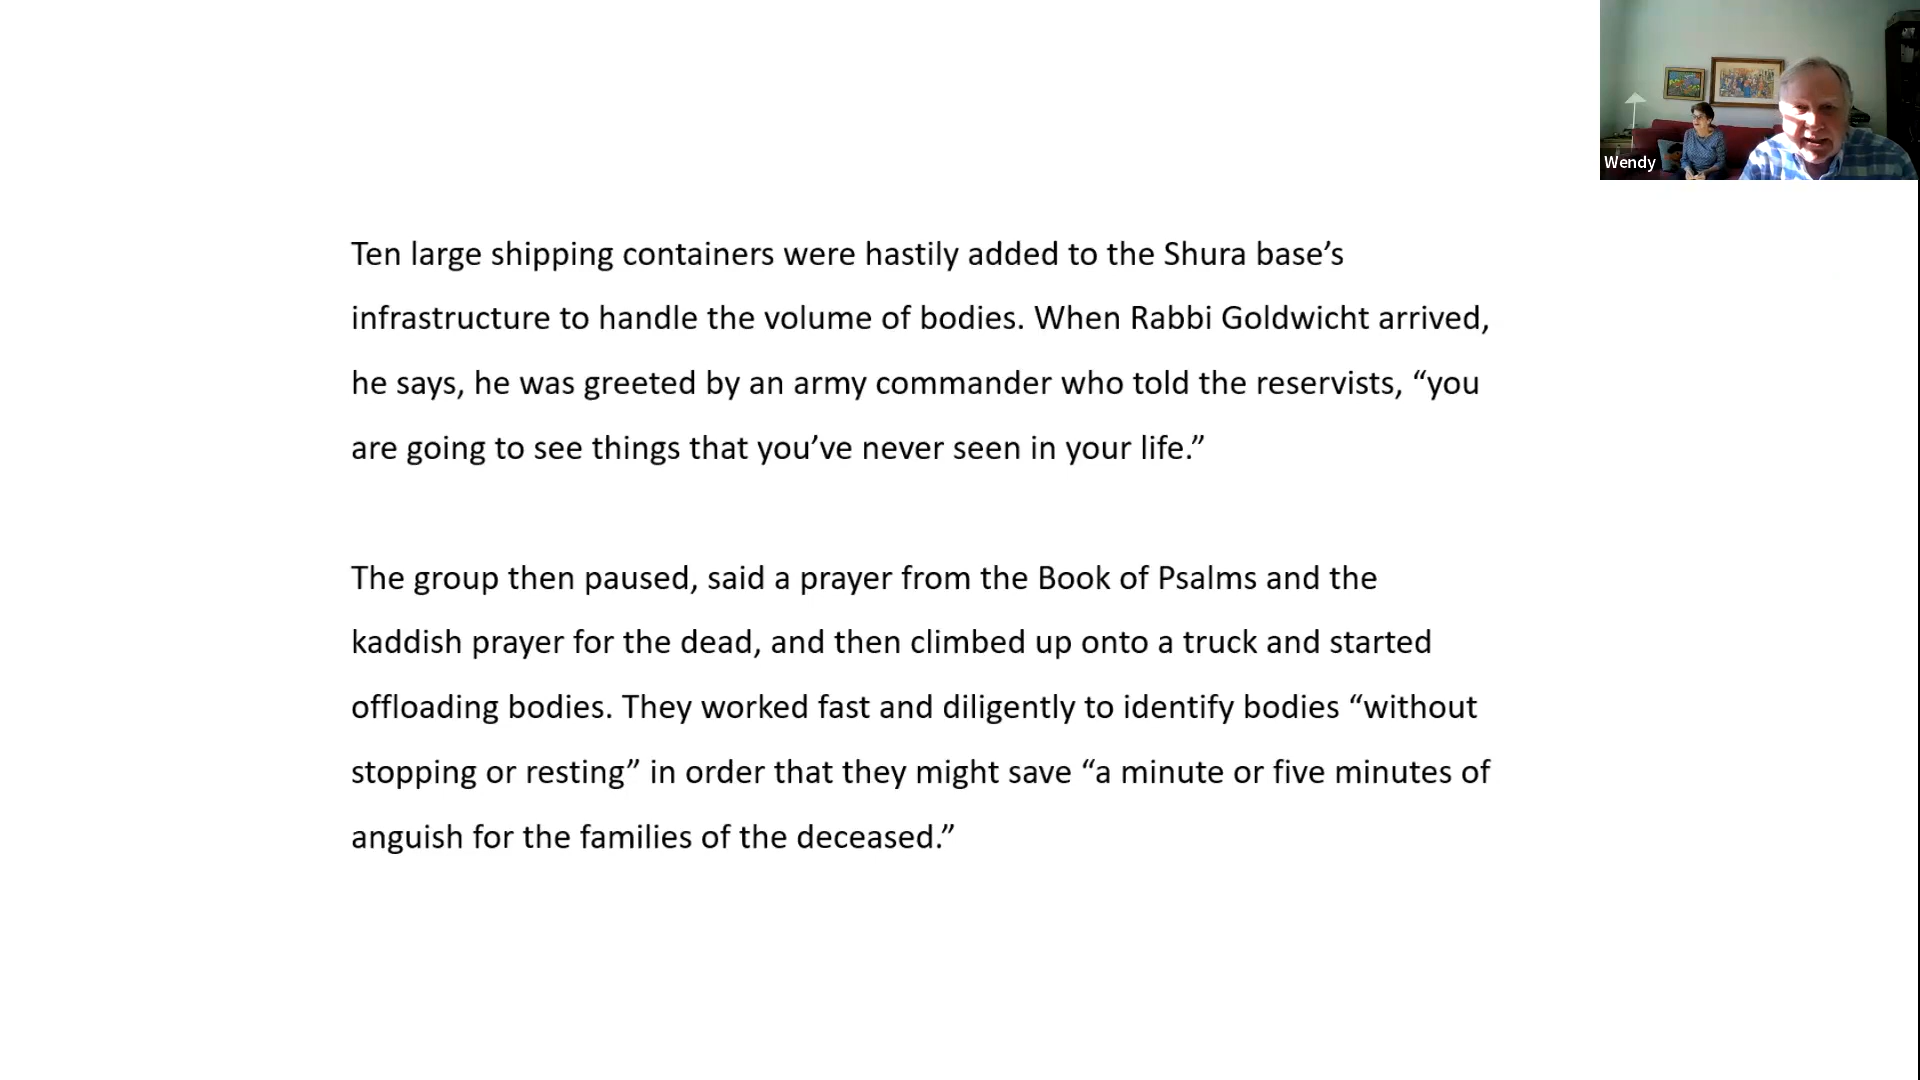 Wendy
Ten large shipping containers were hastily added to the Shura base’s
infrastructure to handle the volume of bodies. When Rabbi Goldwicht arrived,
he says, he was greeted by an army commander who told the reservists, “you
are going to see things that you’ve never seen in your life.”
The group then paused, said a prayer from the Book of Psalms and the
kaddish prayer for the dead, and then climbed up onto a truck and started
offloading bodies. They worked fast and diligently to identify bodies “without
stopping or resting” in order that they might save “a minute or five minutes of
anguish for the families of the deceased.”